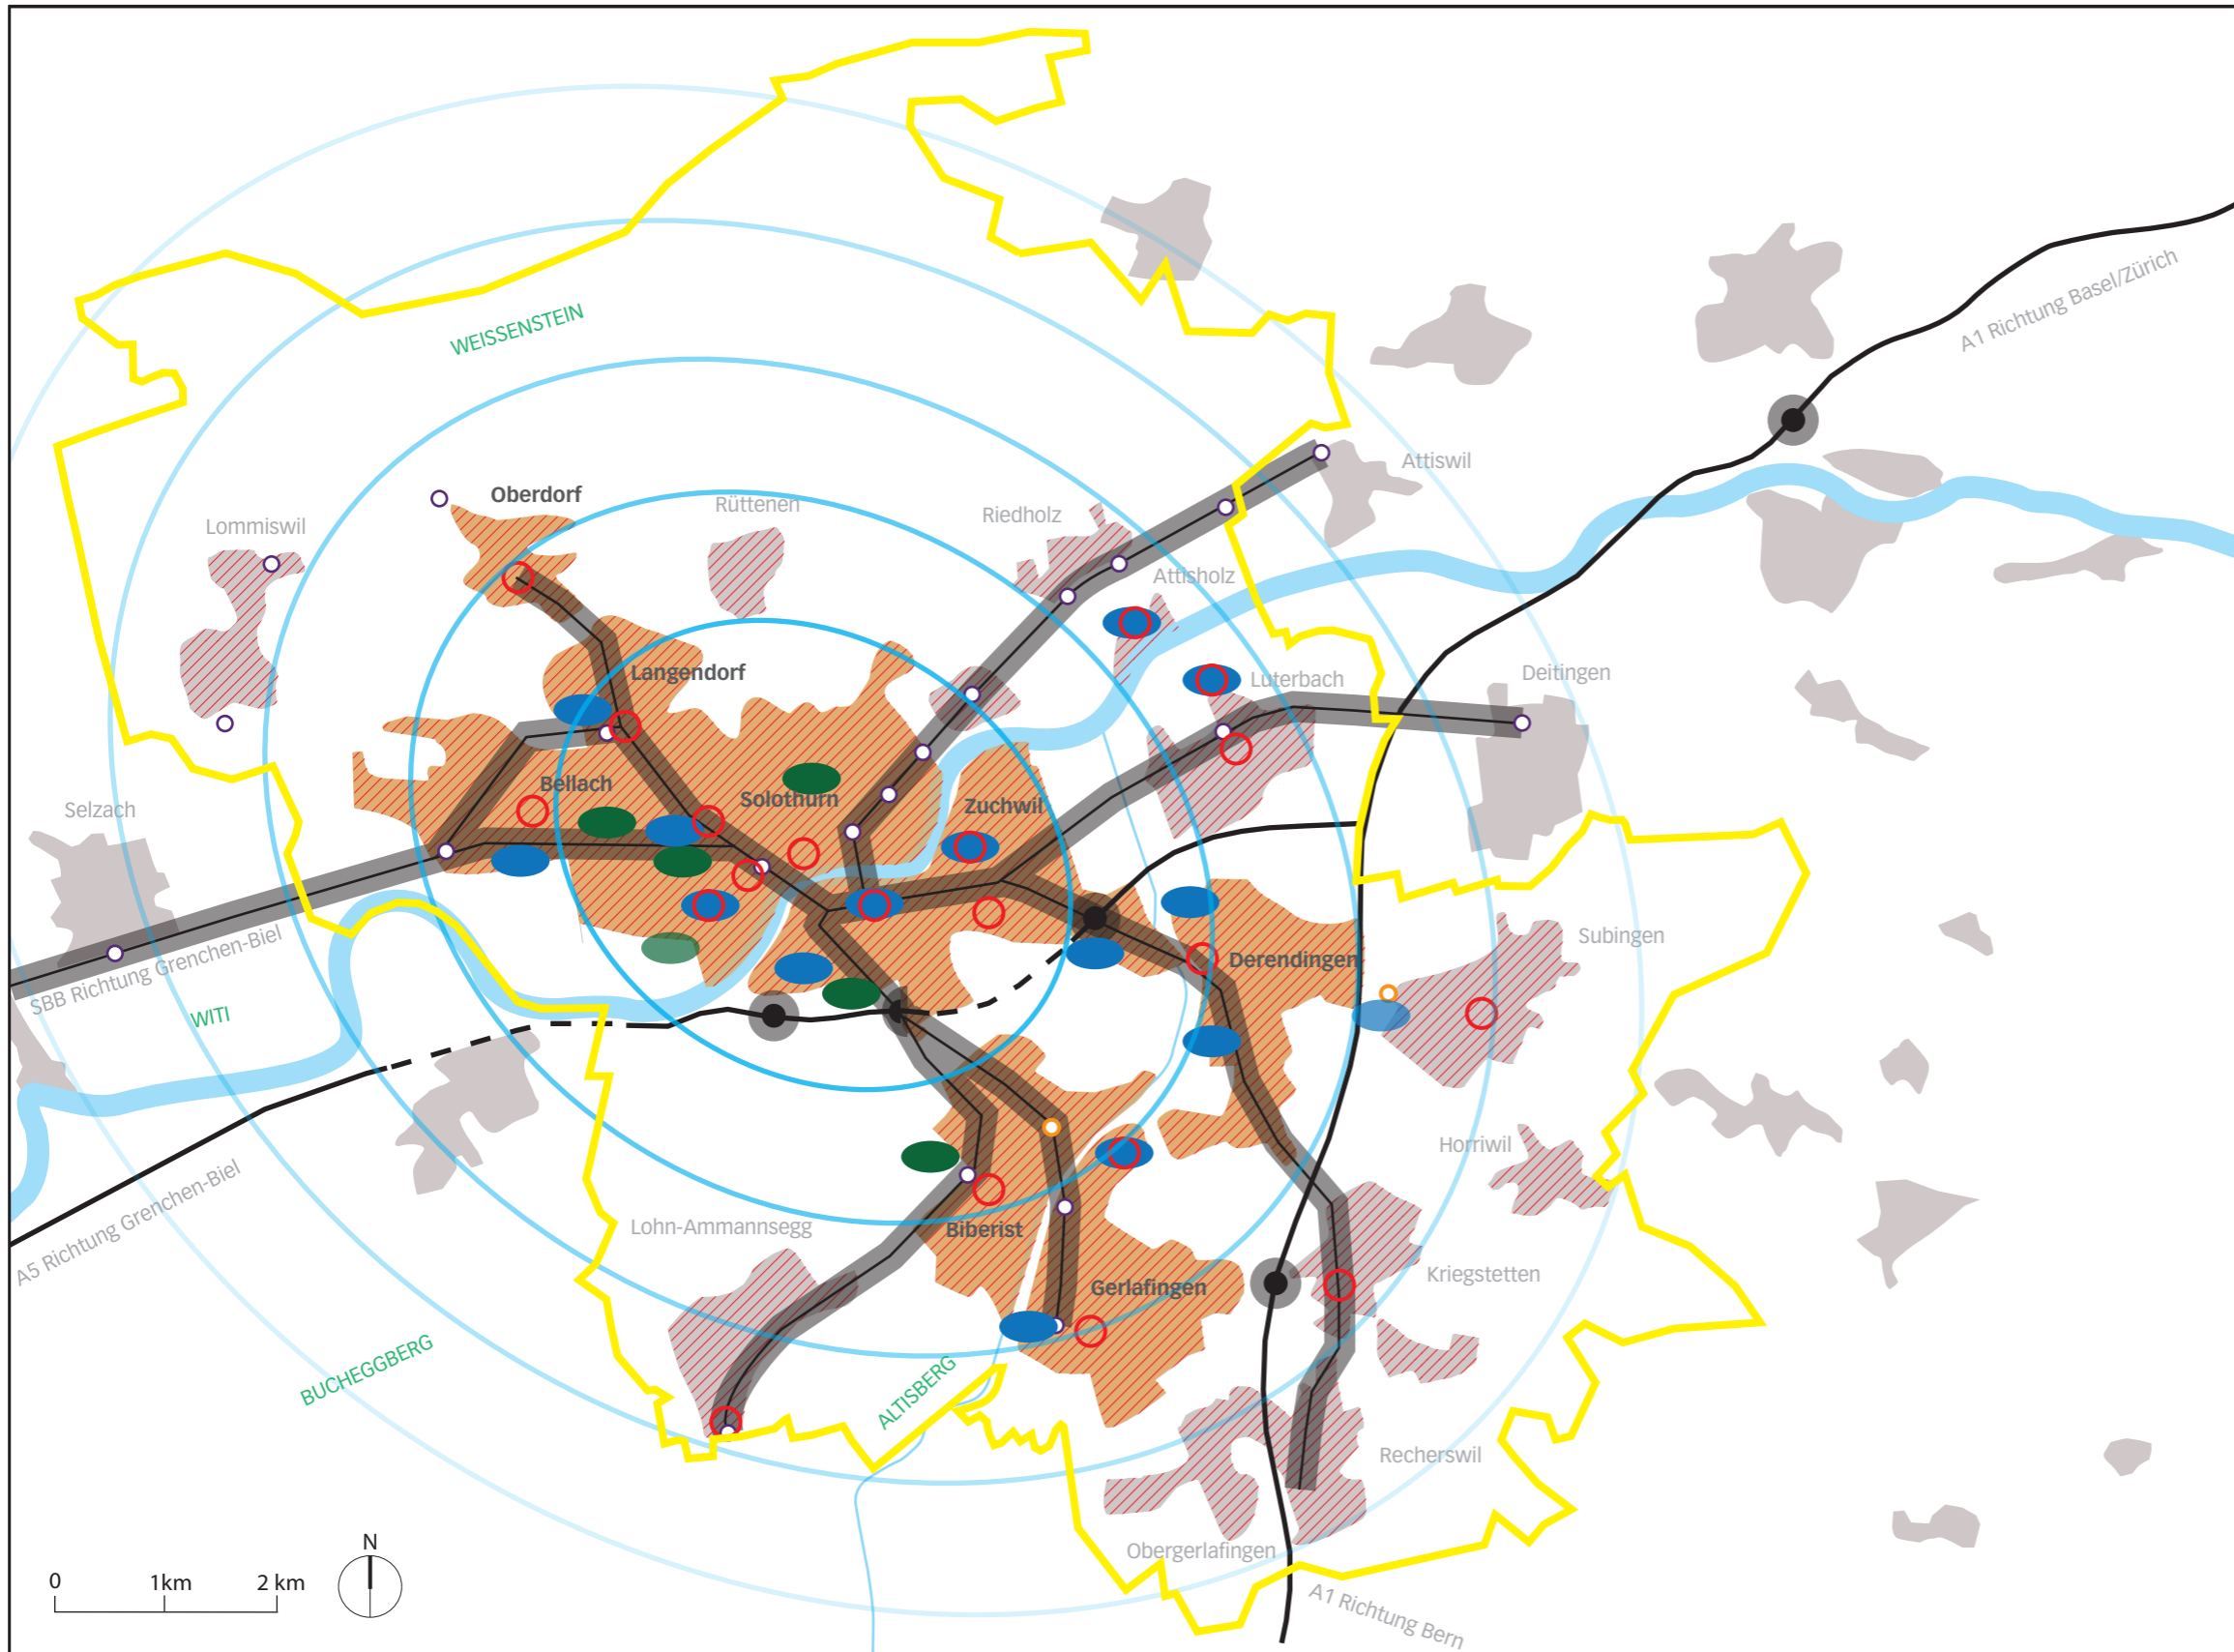 A1 Richtung Basel/Zürich
WEISSENSTEIN
Attiswil
Oberdorf
Rüttenen
Riedholz
Lommiswil
Attisholz
Langendorf
Luterbach
Deitingen
Bellach
Solothurn
Zuchwil
Selzach
Subingen
SBB Richtung Grenchen-Biel
Derendingen
WITI
Horriwil
Lohn-Ammannsegg
Biberist
A5 Richtung Grenchen-Biel
Gerlafingen
Kriegstetten
BUCHEGGBERG
ALTISBERG
Recherswil
Obergerlafingen
N
0 1km 2 km
A1 Richtung Bern